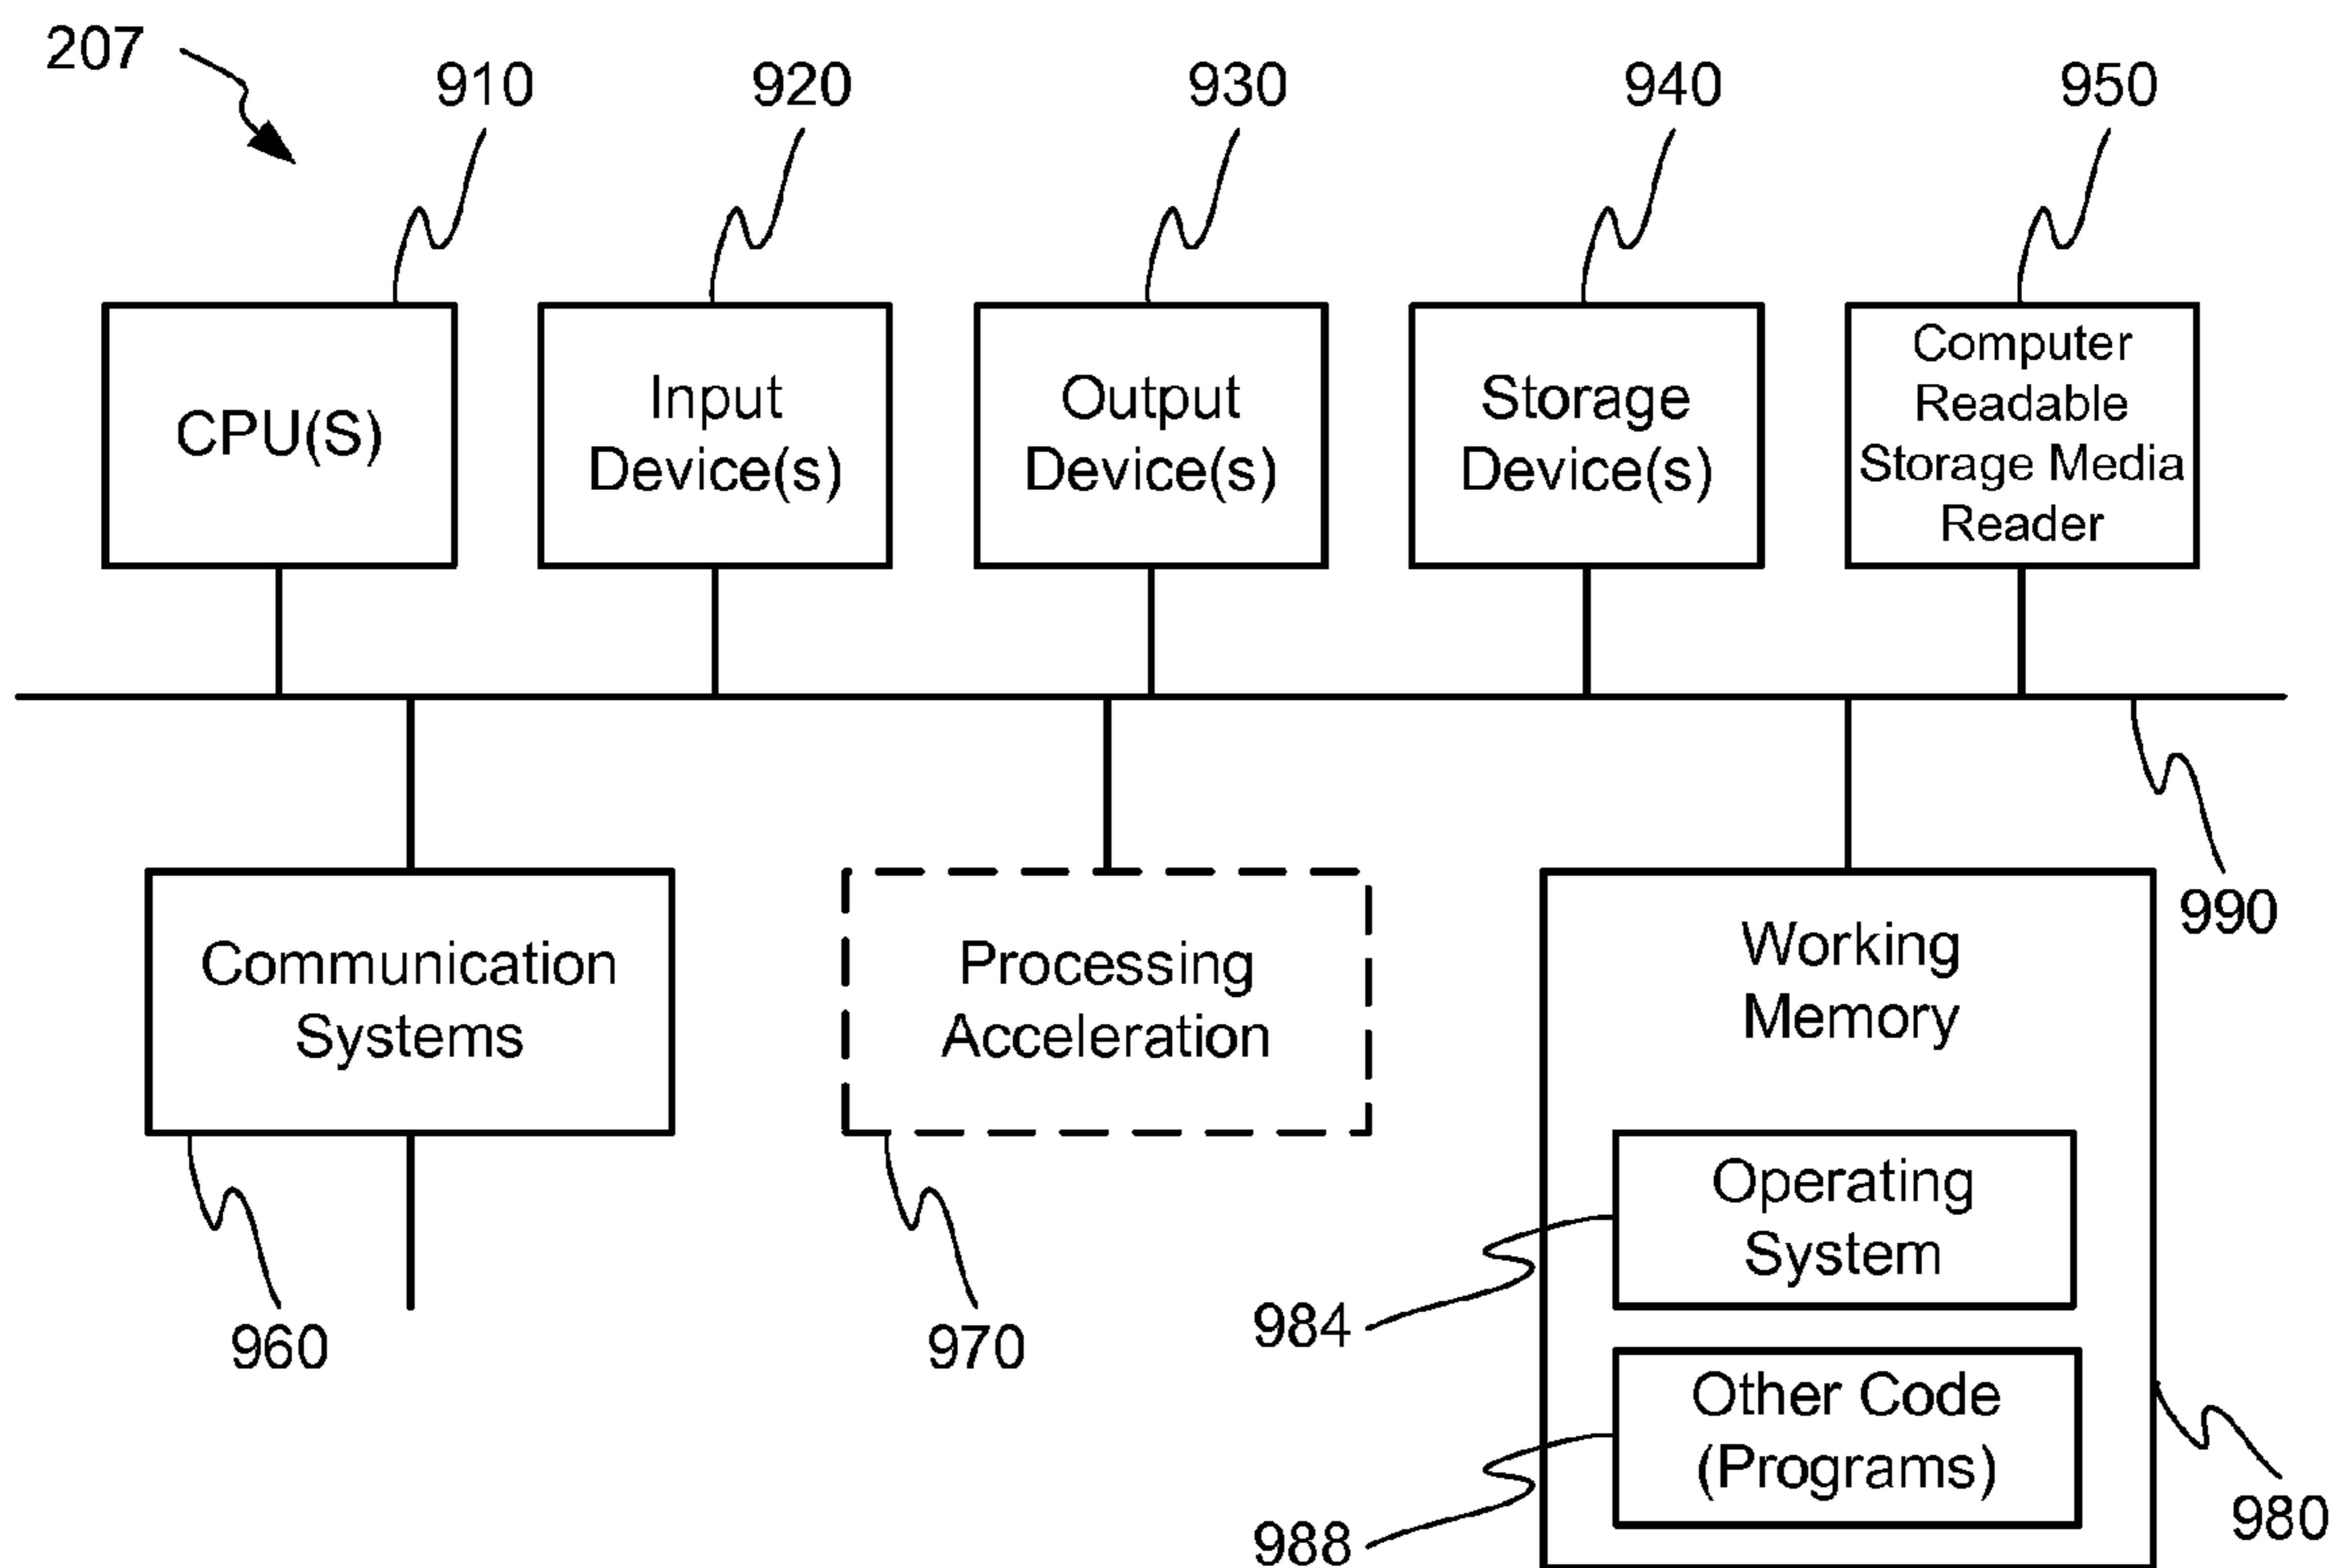 207
910
920
930
940
950
CPU(S)
Input
Device(s)
Output
Device(s)
Storage
Device(s)
Computer
Readable
Storage Media
Reader
990
Communication
Systems
Processing
Acceleration
Working
Memory
Operating
System
Other Code
(Programs)
960
970
984
988
980